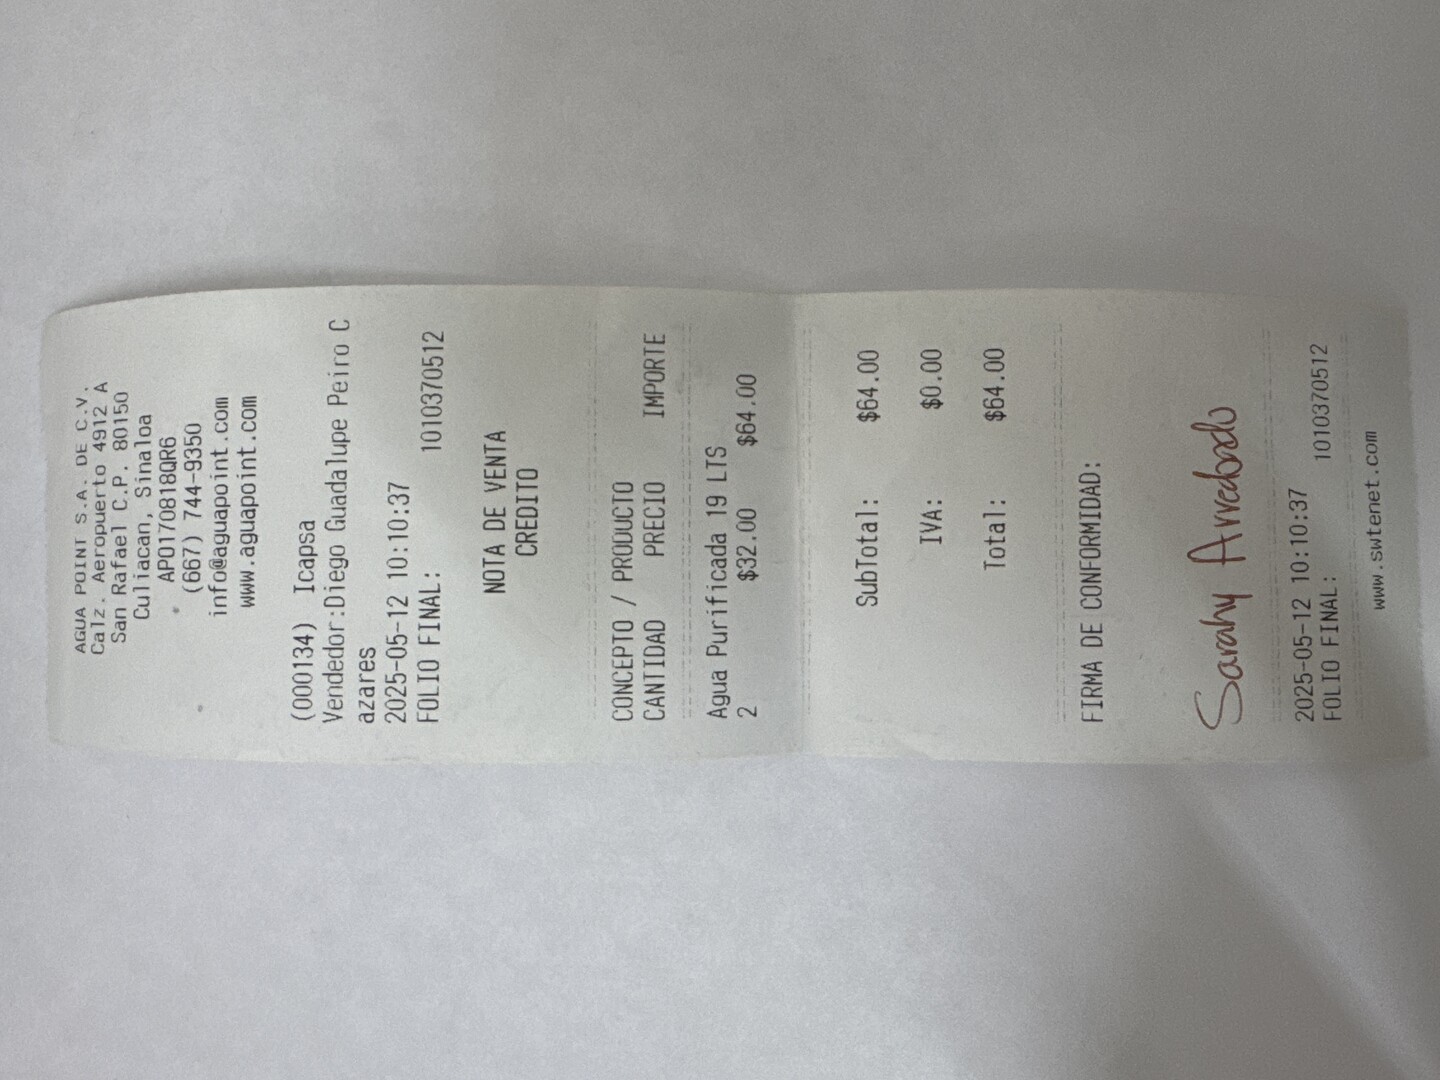 AGUA POINT S.A. DE C.V.
Calz. Aeropuerto 4912 A
San Rafael C.P. 80150
Culiacan, Sinaloa
APO170818QR6
(667) 744-9350
info@aguapoint.com
www.aguapoint.com
(000134) Icapsa
Vendedor:Diego Guadalupe Peiro C
azares
2025-05-12 10:10:37
FOLIO FINAL: 1010370512
NOTA DE VENTA
CREDITO
CONCEPTO / PRODUCTO
CANTIDAD PRECIO IMPORTE
Agua Purificada 19 LTS
2 $32.00 $64.00
SubTotal: $64.00
IVA: $0.00
Total: $64.00
FIRMA DE CONFORMIDAD:
Sarahy Arredondo
2025-05-12 10:10:37
FOLIO FINAL: 1010370512
www.swtenet.com